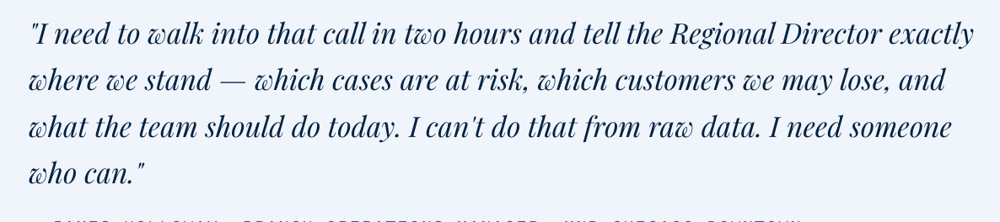 "I need to walk into that call in two hours and tell the Regional Director exactly
where we stand — which cases are at risk, which customers we may lose, and
what the team should do today. I can't do that from raw data. I need someone
who can."